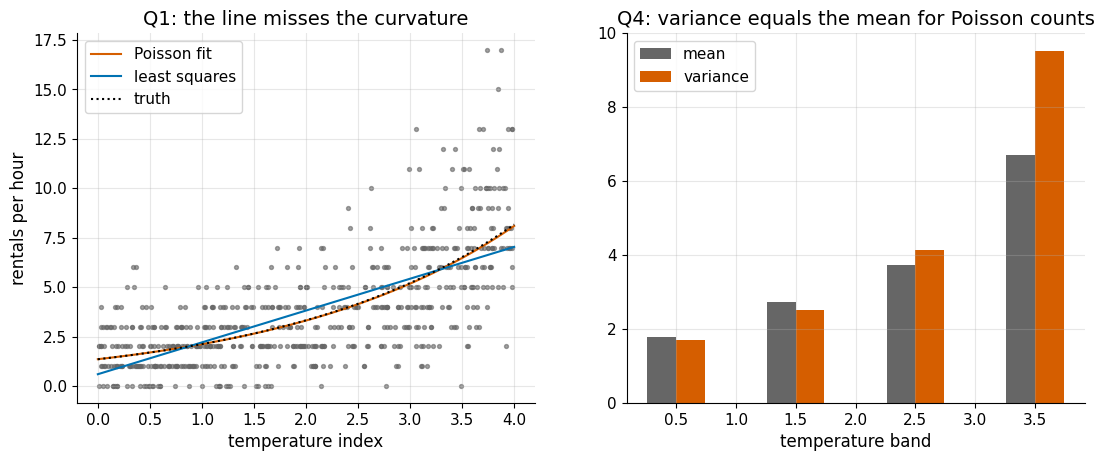 Q1: the line misses the curvature
Poisson fit
least squares
truth
rentals per hour
17.5
15.0
12.5
10.0
7.5
5.0
2.5
0.0
0.0 0.5 1.0 1.5 2.0 2.5 3.0 3.5 4.0
temperature index
Q4: variance equals the mean for Poisson counts
mean
variance
10
8
6
4
2
0
0.5 1.0 1.5 2.0 2.5 3.0 3.5
temperature band